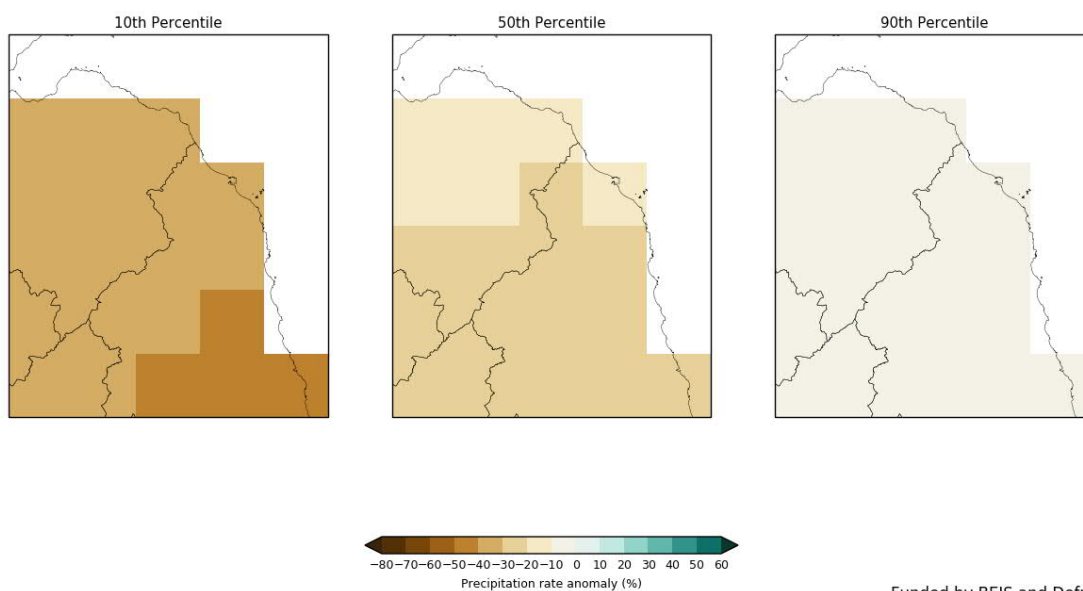 10th Percentile
50th Percentile
90th Percentile
−80 −70 −60 −50 −40 −30 −20 −10 0 10 20 30 40 50 60
Precipitation rate anomaly (%)
Funded by BEIS and Defr